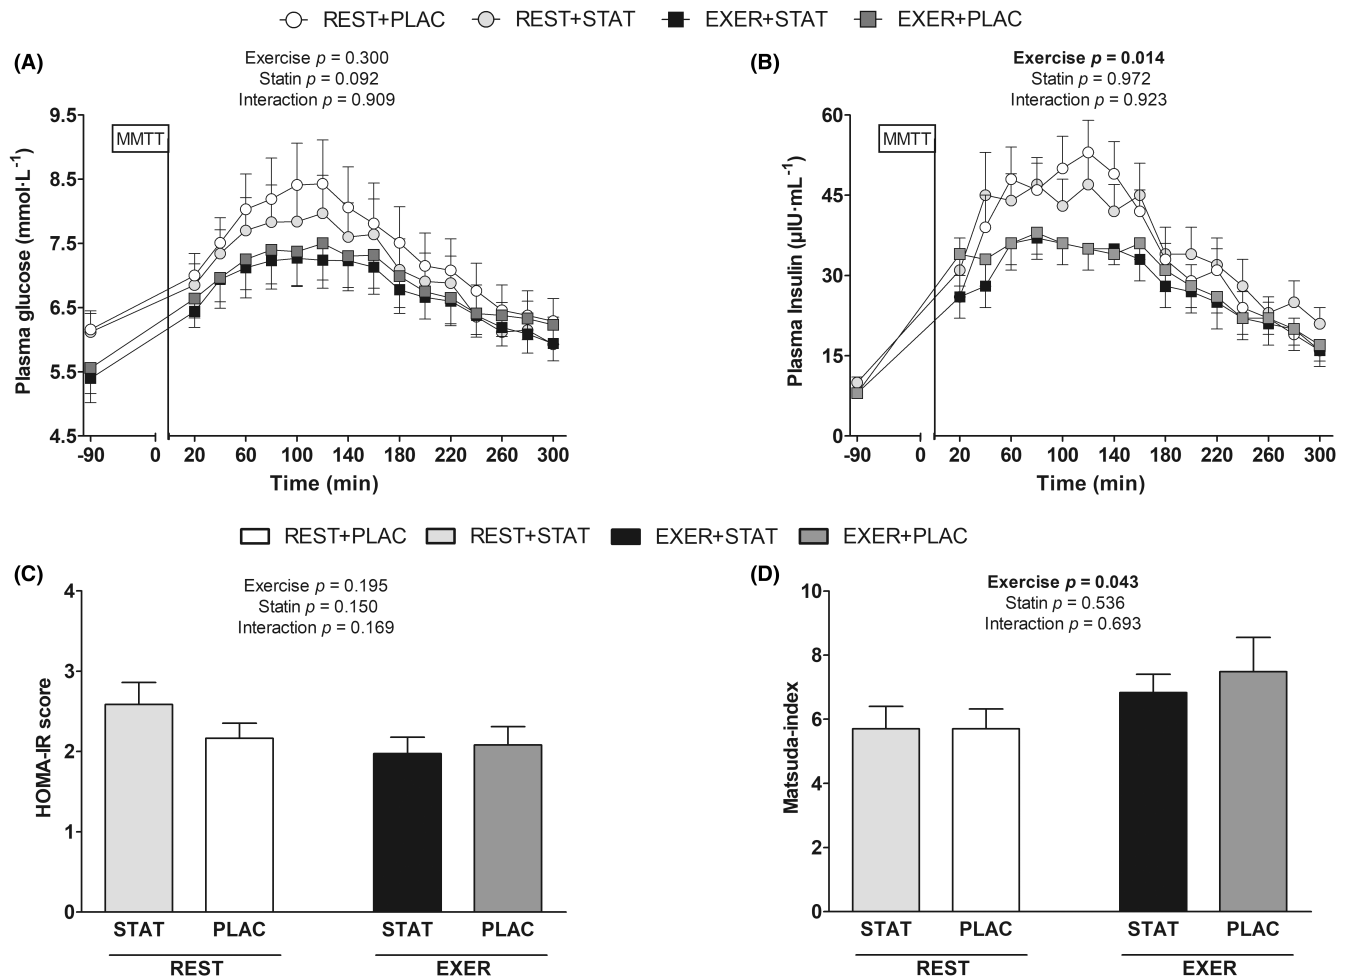 REST+PLAC REST+STAT EXER+STAT EXER+PLAC
(A)
Exercise p = 0.300
Statin p = 0.092
Interaction p = 0.909
MMTT
Plasma glucose (mmol·L⁻¹)
9.5
8.5
7.5
6.5
5.5
4.5
-90 0 20 60 100 140 180 220 260 300
Time (min)
(B)
Exercise p = 0.014
Statin p = 0.972
Interaction p = 0.923
MMTT
Plasma Insulin (µIU·mL⁻¹)
60
45
30
15
0
-90 0 20 60 100 140 180 220 260 300
Time (min)
REST+PLAC REST+STAT EXER+STAT EXER+PLAC
(C)
Exercise p = 0.195
Statin p = 0.150
Interaction p = 0.169
HOMA-IR score
4
3
2
1
0
STAT PLAC STAT PLAC
REST EXER
(D)
Exercise p = 0.043
Statin p = 0.536
Interaction p = 0.693
Matsuda-index
10
8
6
4
2
0
STAT PLAC STAT PLAC
REST EXER